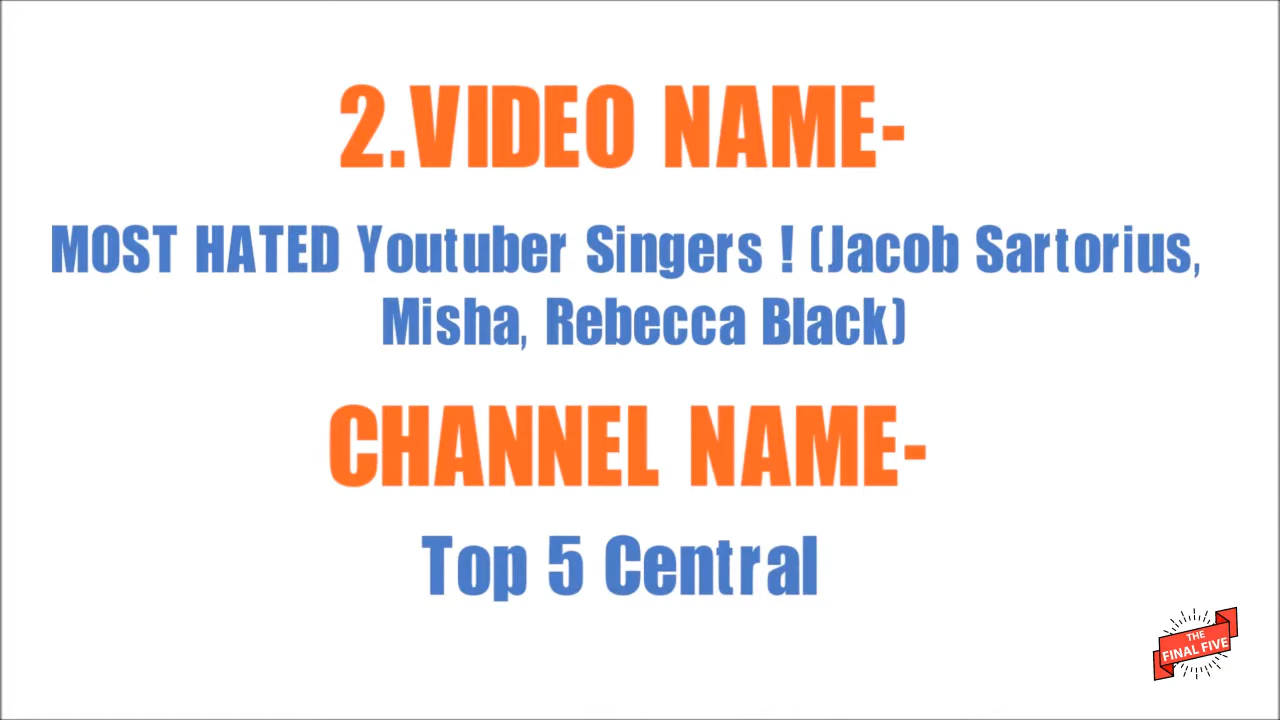 2.VIDEO NAME-
MOST HATED Youtuber Singers ! (Jacob Sartorius,
Misha, Rebecca Black)
CHANNEL NAME-
Top 5 Central
THE
FINAL FIVE